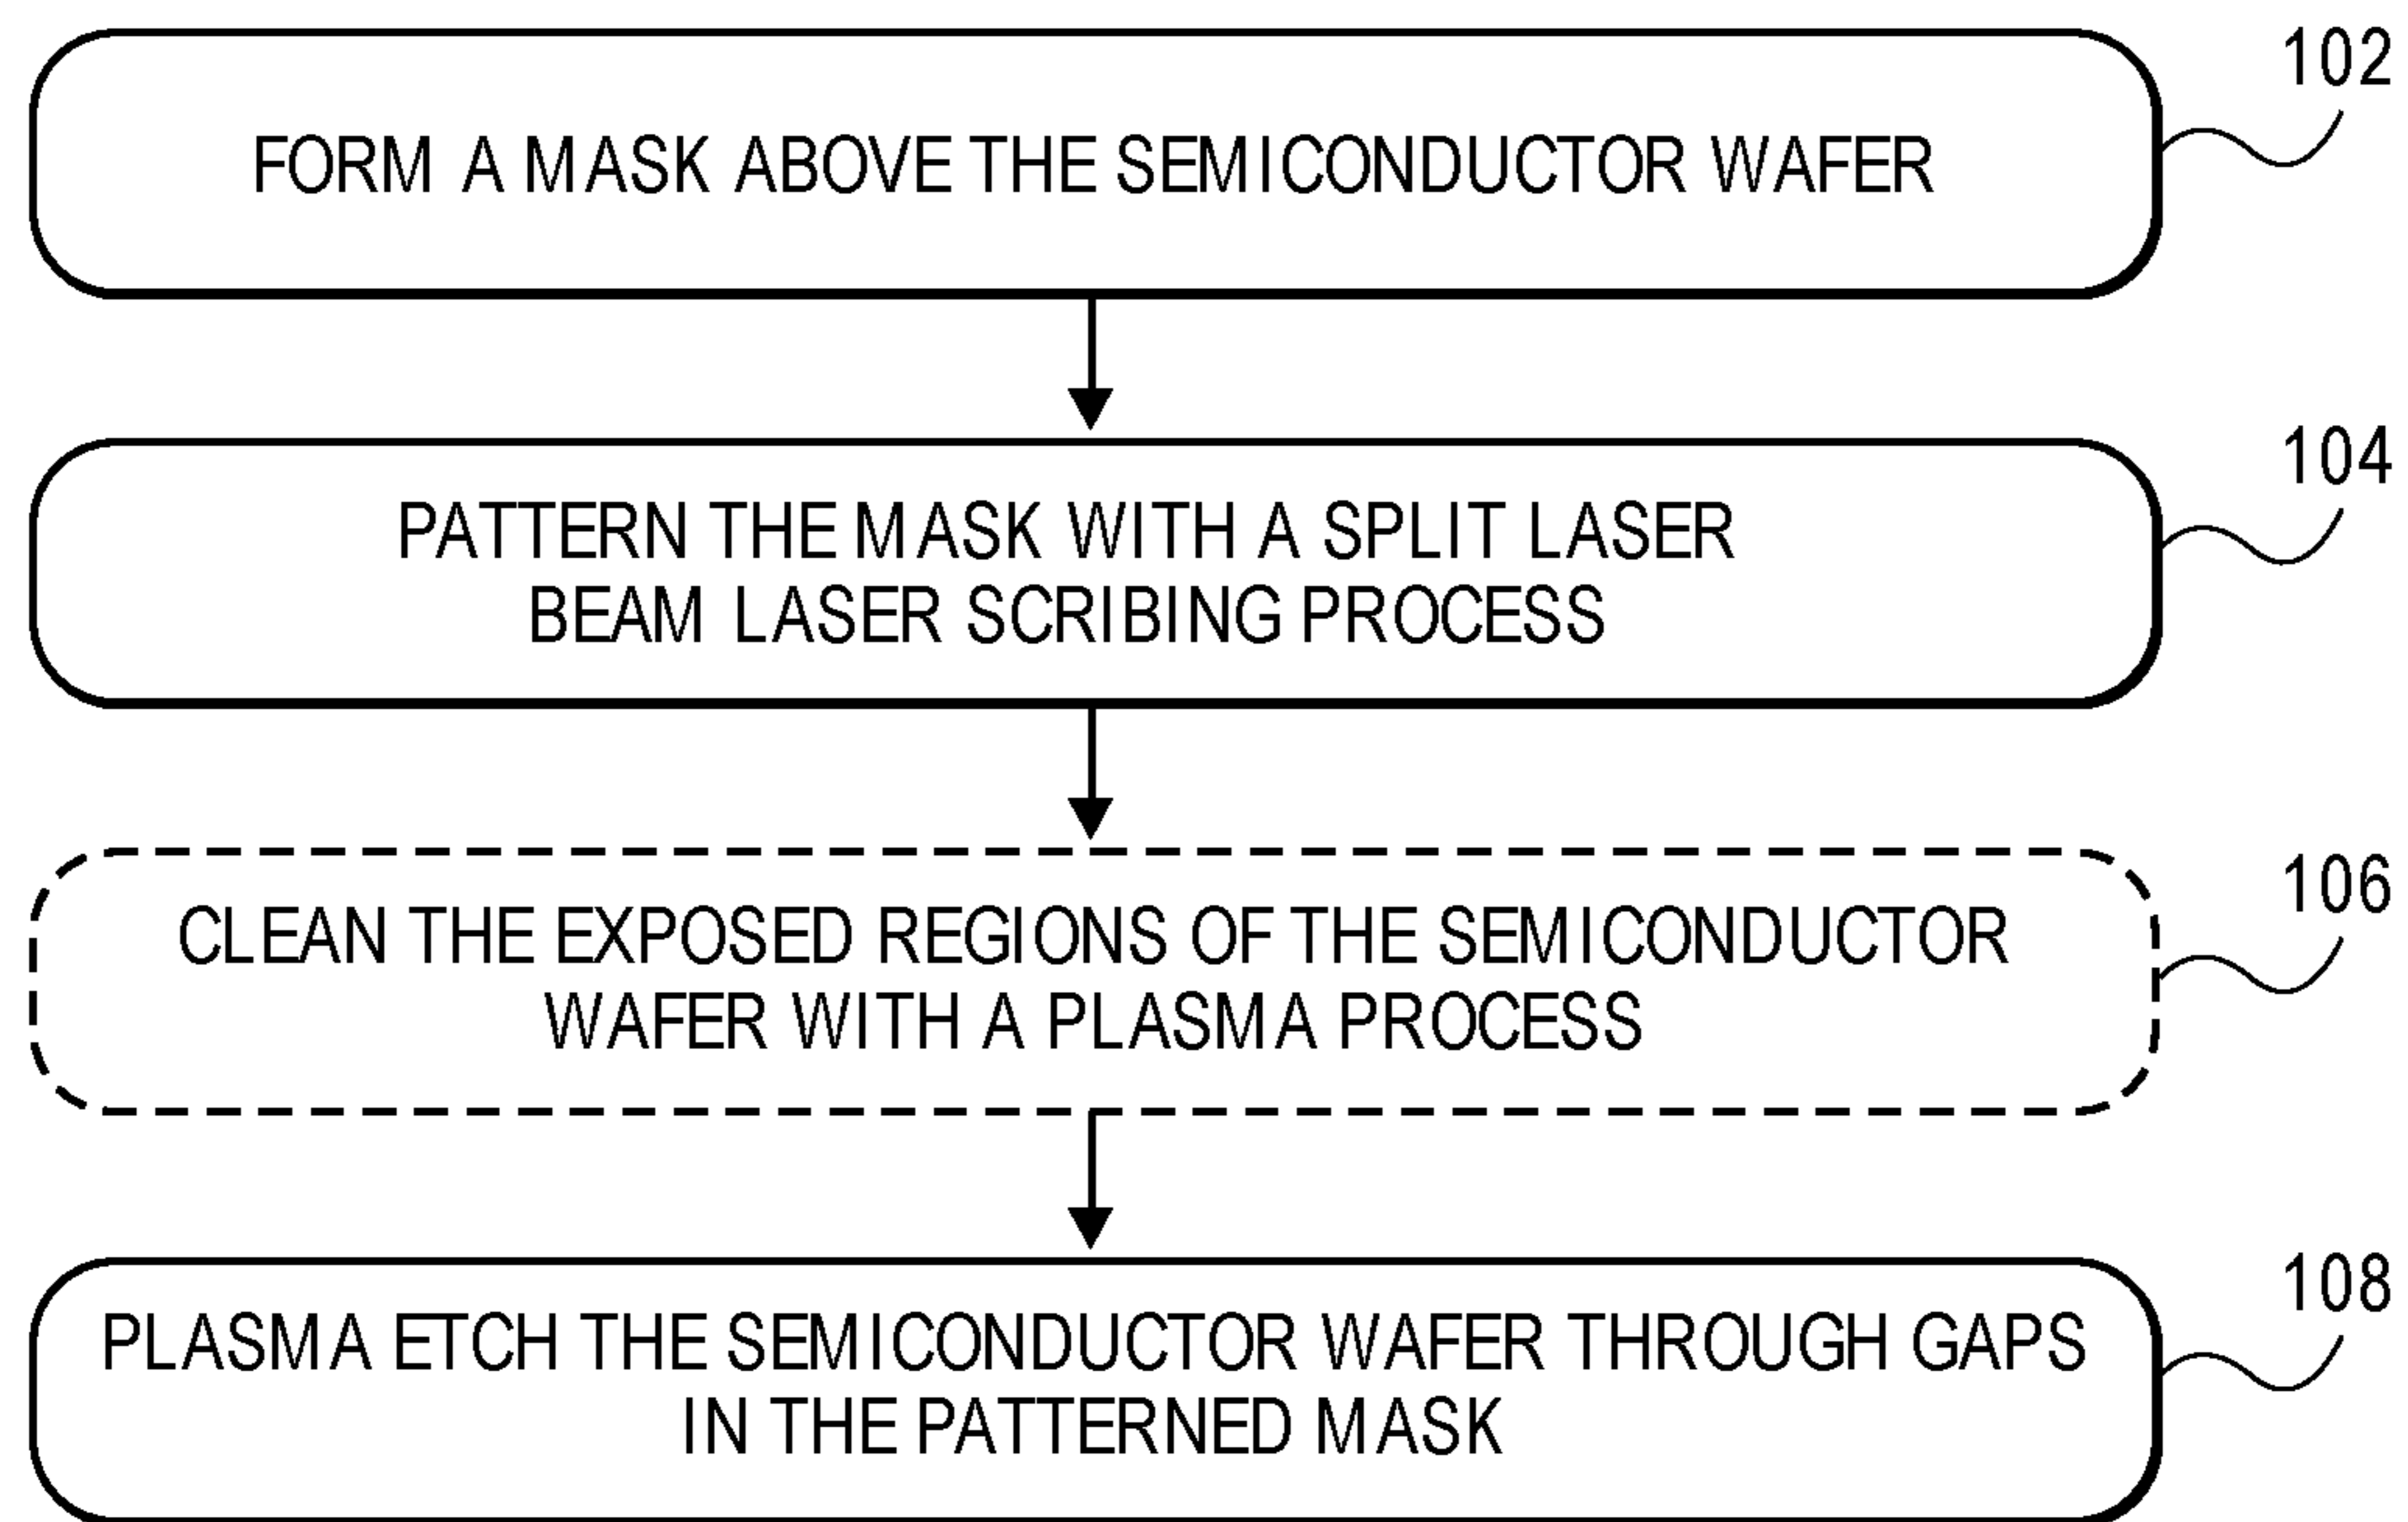 102
FORM A MASK ABOVE THE SEMICONDUCTOR WAFER
104
PATTERN THE MASK WITH A SPLIT LASER
BEAM LASER SCRIBING PROCESS
106
CLEAN THE EXPOSED REGIONS OF THE SEMICONDUCTOR
WAFER WITH A PLASMA PROCESS
108
PLASMA ETCH THE SEMICONDUCTOR WAFER THROUGH GAPS
IN THE PATTERNED MASK